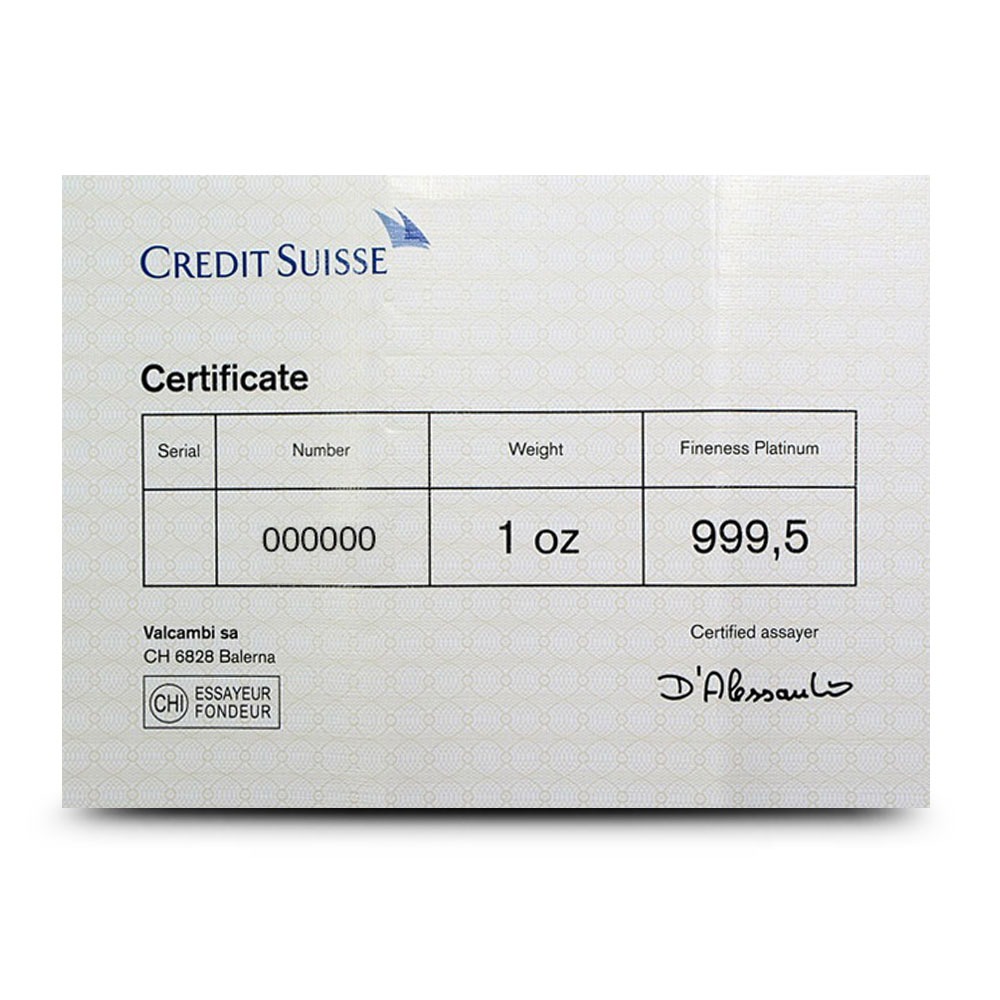 CREDIT SUISSE
Certificate
Serial Number Weight Fineness Platinum
000000 1 oz 999,5
Valcambi sa Certified assayer
CH 6828 Balerna
CHI ESSAYEUR
FONDEUR